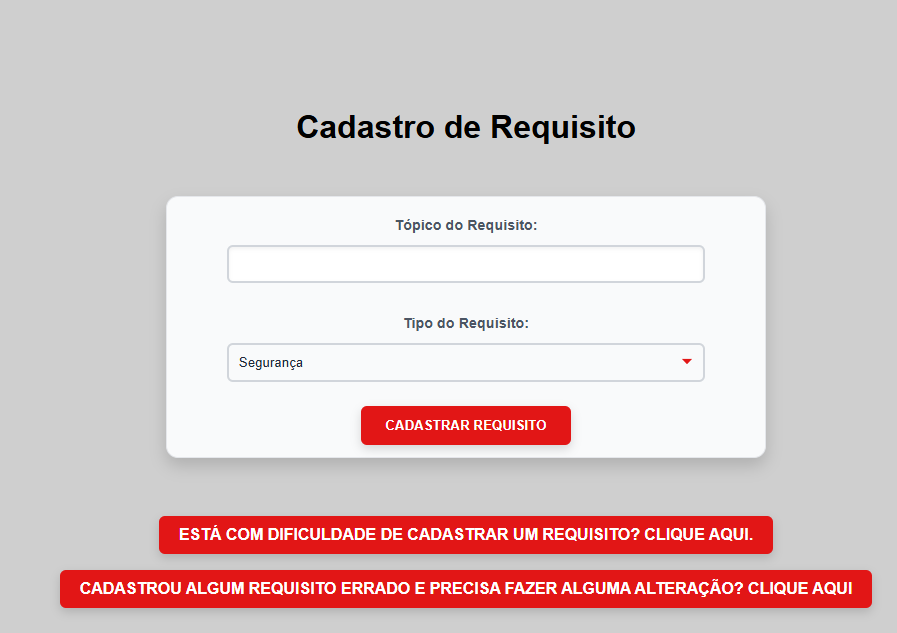 Cadastro de Requisito
Tópico do Requisito:
Tipo do Requisito:
Segurança
CADASTRAR REQUISITO
ESTÁ COM DIFICULDADE DE CADASTRAR UM REQUISITO? CLIQUE AQUI.
CADASTROU ALGUM REQUISITO ERRADO E PRECISA FAZER ALGUMA ALTERAÇÃO? CLIQUE AQUI